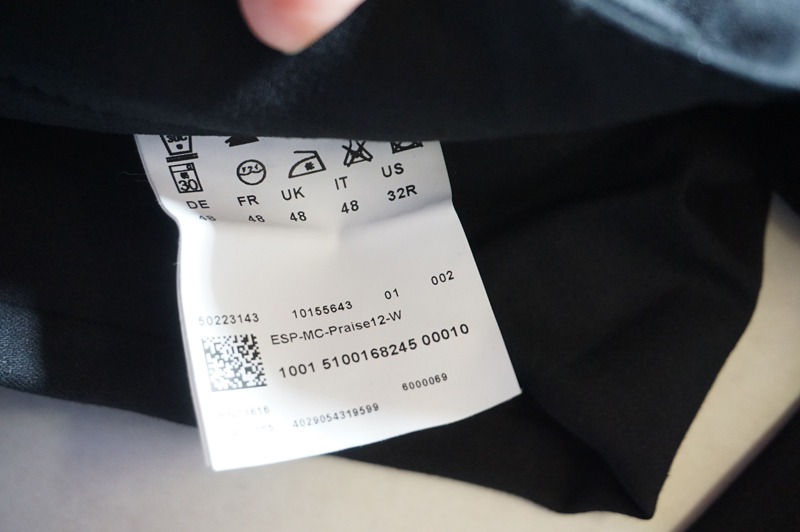 30
DE FR UK IT US
48 48 48 48 32R
50223143 10155643 01 002
ESP-MC-Praise12-W
1001 5100168245 00010
6000069
4029054319599